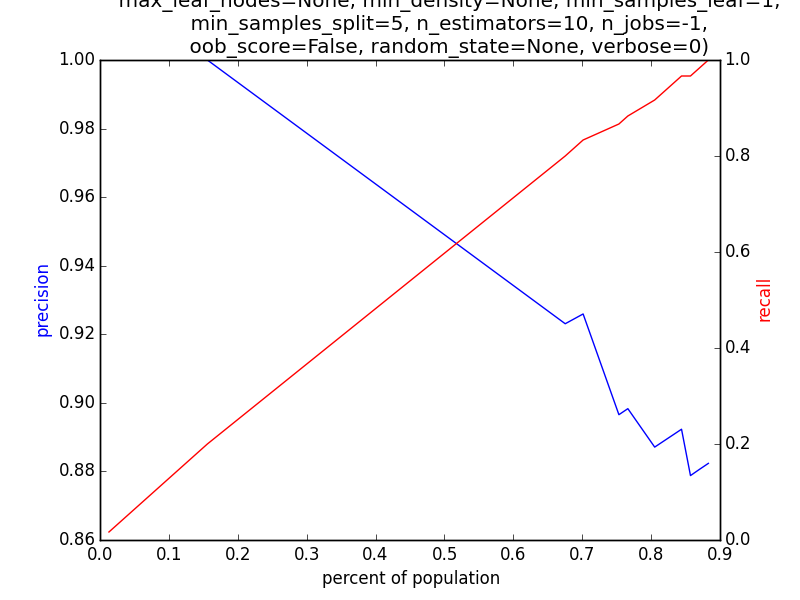 max_leaf_nodes=None, min_density=None, min_samples_leaf=1,
min_samples_split=5, n_estimators=10, n_jobs=-1,
oob_score=False, random_state=None, verbose=0)
1.00
0.98
0.96
0.94
0.92
0.90
0.88
0.86
precision
1.0
0.8
0.6
0.4
0.2
0.0
recall
0.0 0.1 0.2 0.3 0.4 0.5 0.6 0.7 0.8 0.9
percent of population